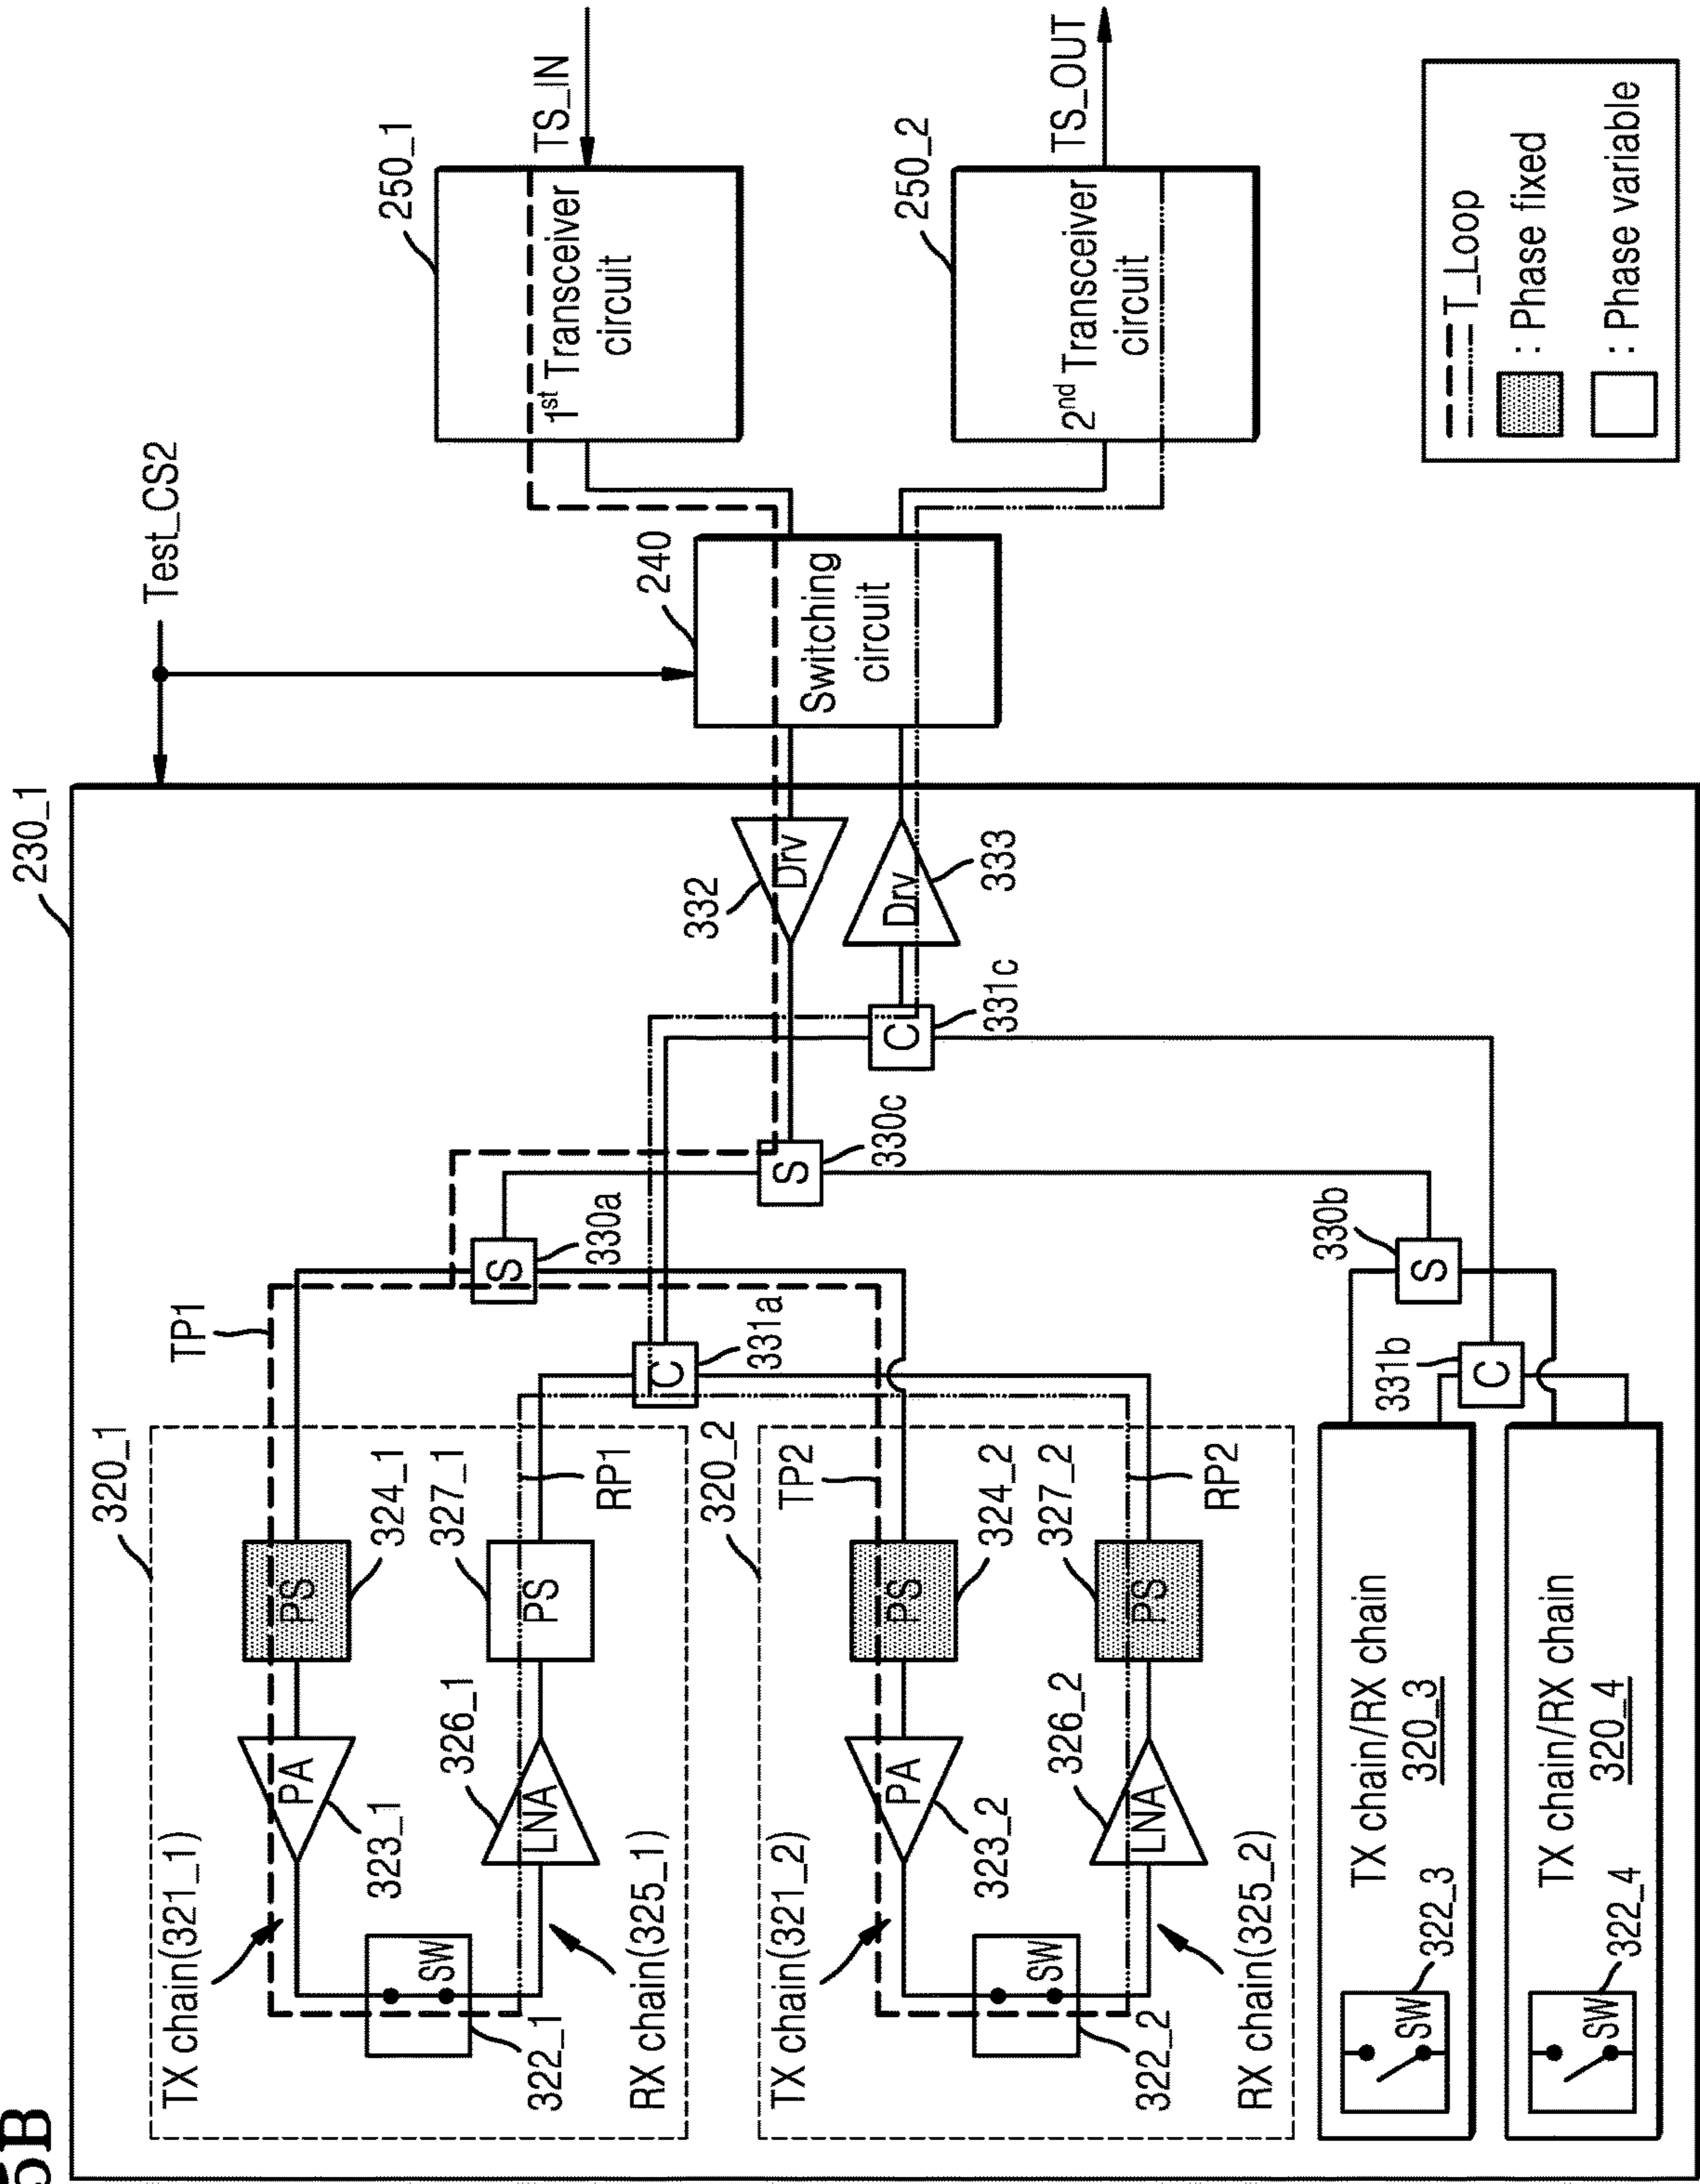 5B
230_1
Test_CS2
320_1
TP1
TX chain(321_1)
PA
323_1
PS
324_1
SW
322_1
LNA
326_1
PS
327_1
RX chain(325_1)
RP1
S
330a
C
331a
320_2
TP2
TX chain(321_2)
PA
323_2
PS
324_2
SW
322_2
LNA
326_2
PS
327_2
RX chain(325_2)
RP2
S
330c
C
331c
332
Drv
Drv
333
240
Switching
circuit
250_1
1st Transceiver
circuit
TS_IN
250_2
2nd Transceiver
circuit
TS_OUT
330b
S
331b
C
TX chain/RX chain
320_3
SW
322_3
TX chain/RX chain
320_4
SW
322_4
T_Loop
: Phase fixed
: Phase variable